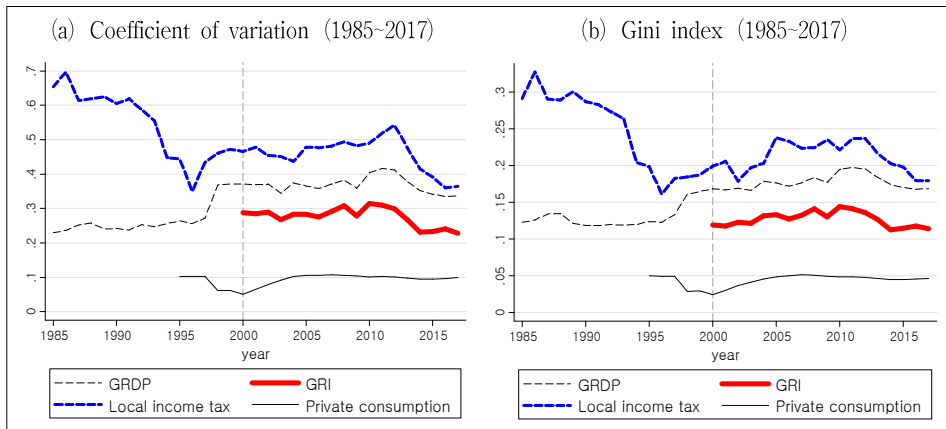 (a) Coefficient of variation (1985~2017)
.7
.6
.5
.4
.3
.2
.1
0
1985 1990 1995 2000 2005 2010 2015
year
GRDP GRI
Local income tax Private consumption
(b) Gini index (1985~2017)
.3
.25
.2
.15
.1
.05
0
1985 1990 1995 2000 2005 2010 2015
year
GRDP GRI
Local income tax Private consumption